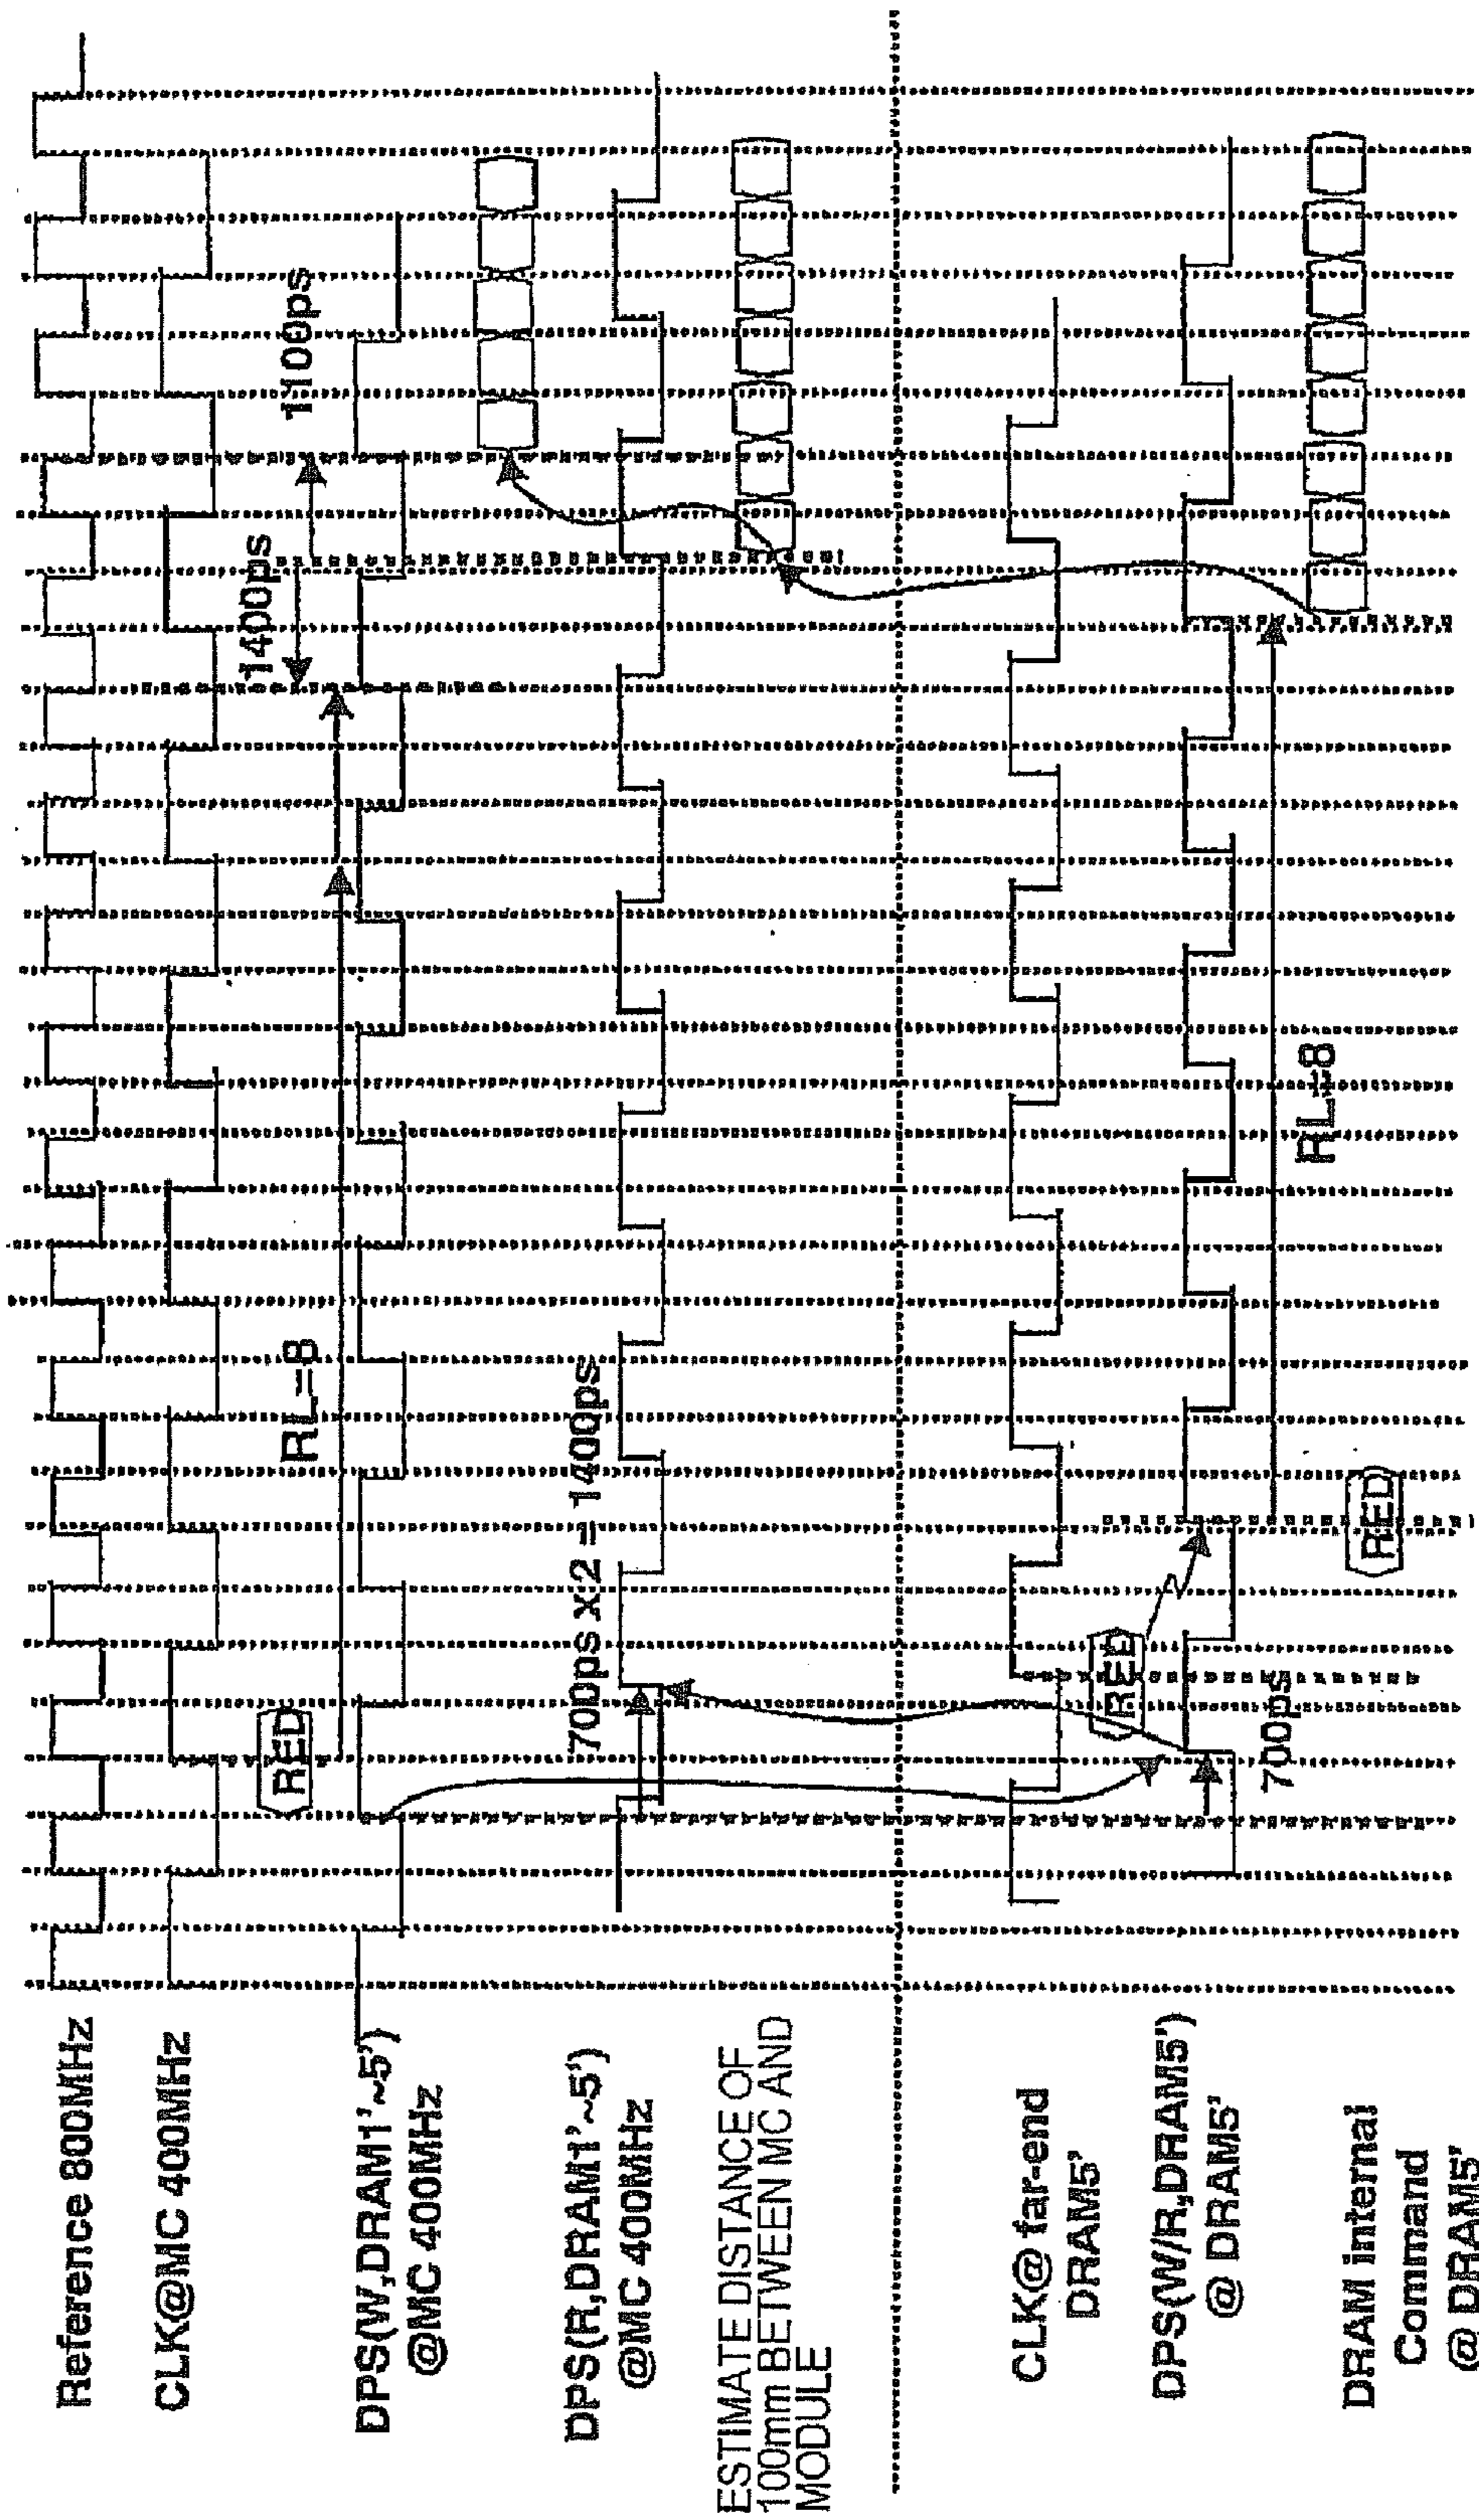 Reference 800MHz
CLK@MC 400MHz
DPS(W,DRAM1'~5')
@MC 400MHz
DPS(R,DRAM1'~5')
@MC 400MHz
ESTIMATE DISTANCE OF
100mm BETWEEN MC AND
MODULE
CLK@far-end
DRAM5'
DPS(W/R,DRAM5')
@ DRAM5'
DRAM internal
Command
@ DRAM5'
RED
RL=8
1400ps
1100ps
700ps x2 = 1400ps
RED
700ps
RED
RL=8